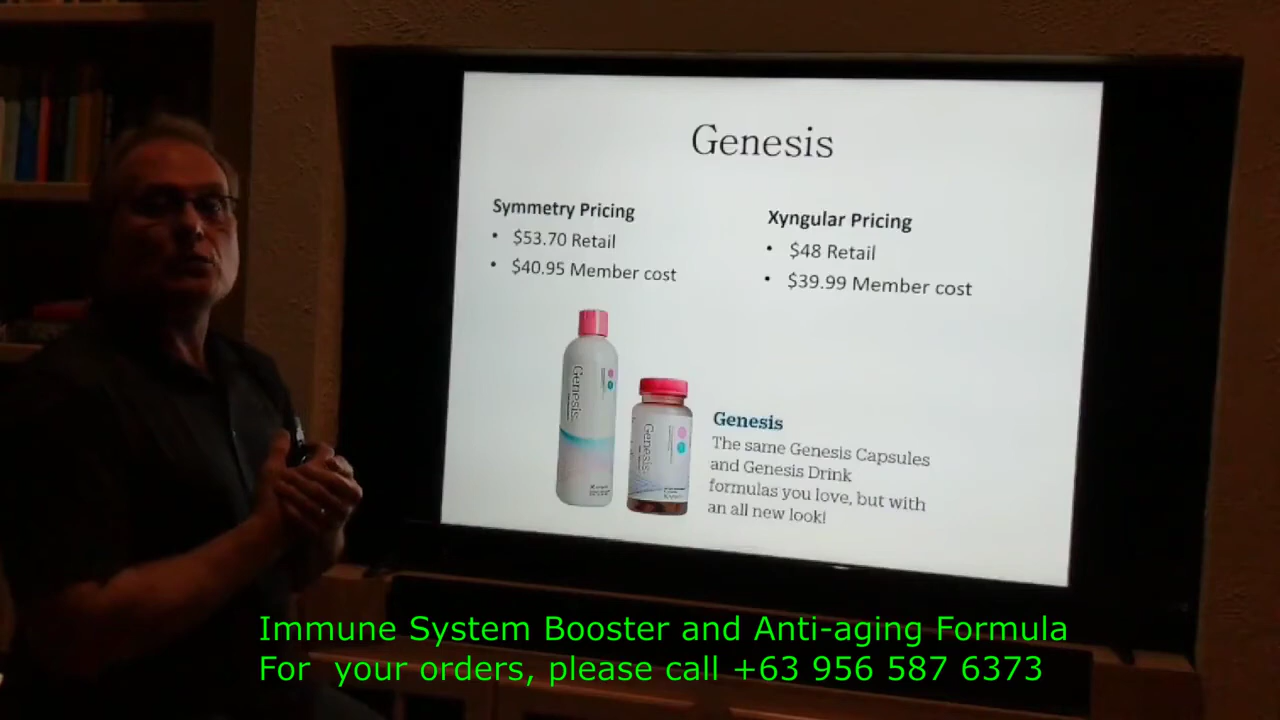 Genesis
Symmetry Pricing
• $53.70 Retail
• $40.95 Member cost
Xyngular Pricing
• $48 Retail
• $39.99 Member cost
Genesis
Genesis
Genesis
The same Genesis Capsules
and Genesis Drink
formulas you love, but with
an all new look!
Immune System Booster and Anti-aging Formula
For your orders, please call +63 956 587 6373